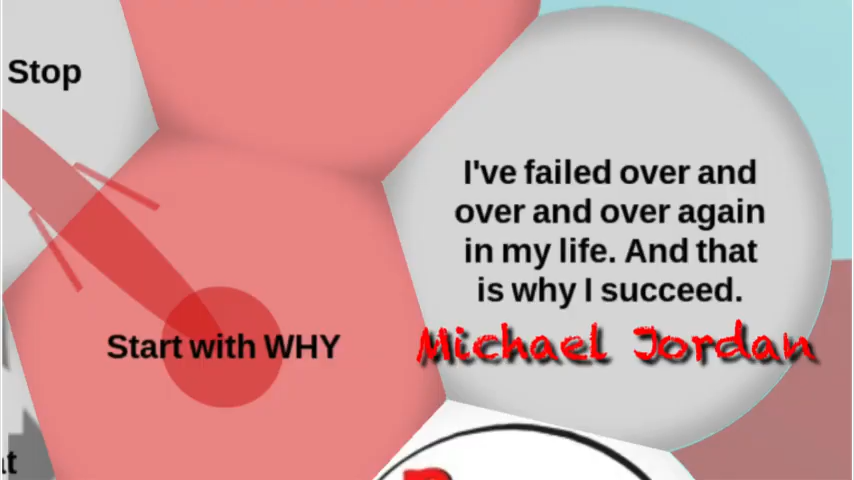 Stop
I've failed over and
over and over again
in my life. And that
is why I succeed.
Michael Jordan
Start with WHY